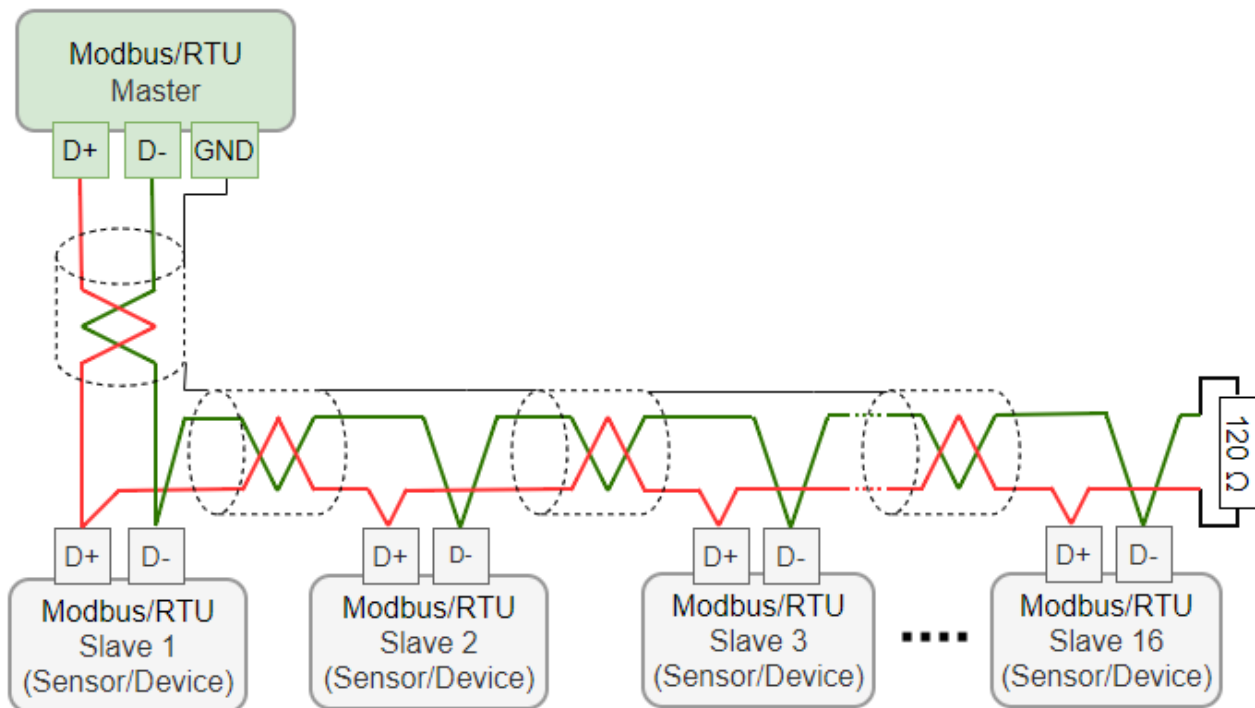 Modbus/RTU
Master
D+ D- GND
120 Ω
D+ D- D+ D- D+ D- D+ D-
Modbus/RTU
Slave 1
(Sensor/Device)
Modbus/RTU
Slave 2
(Sensor/Device)
Modbus/RTU
Slave 3
(Sensor/Device)
Modbus/RTU
Slave 16
(Sensor/Device)